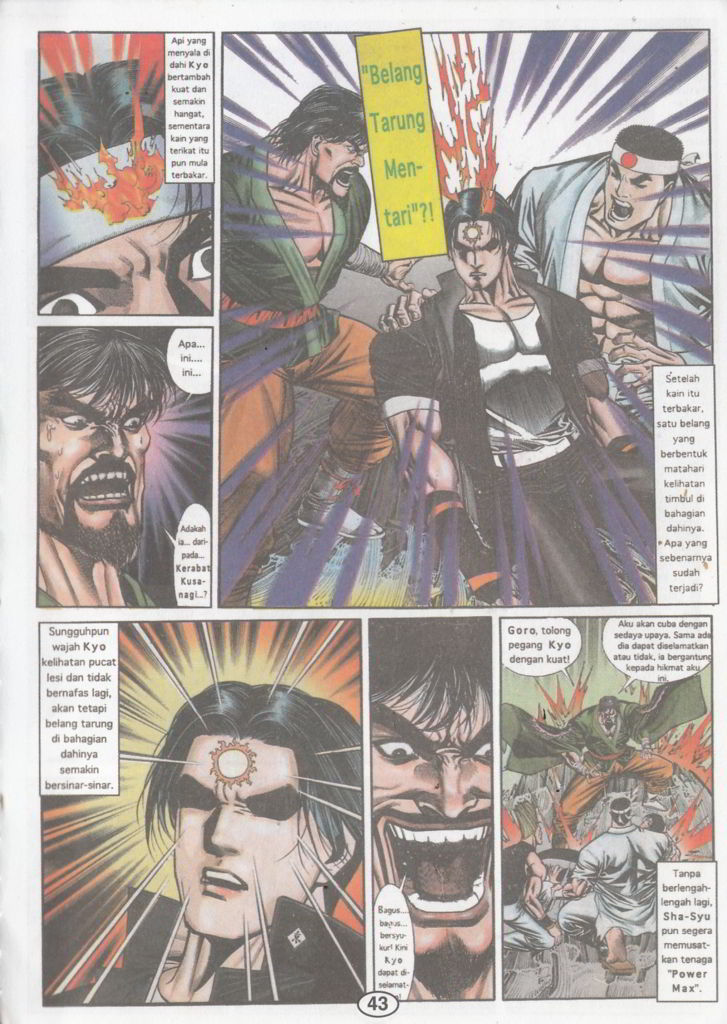 Api yang
menyala di
dahi Kyo
bertambah
kuat dan
semakin
hangat,
sementara
kain yang
terikat itu
pun mula
terbakar.
"Belang
Tarung
Men-
tari"?!
Setelah
kain itu
terbakar,
satu belang
yang
berbentuk
matahari
kelihatan
timbul di
bahagian
dahinya.
Apa yang
sebenarnya
sudah
terjadi?
Apa...
ini....
ini...
Adakah
ia... dari-
pada...
Kerabat
Kusa-
nagi...?
Sungguhpun
wajah Kyo
kelihatan pucat
lesi dan tidak
bernafas lagi,
akan tetapi
belang tarung
di bahagian
dahinya
semakin
bersinar-sinar.
Bagus...
bagus...
bersyu-
kur! Kini
Kyo
dapat di-
selamat-
Goro, tolong
pegang Kyo
dengan kuat!
Aku akan cuba dengan
sedaya upaya. Sama ada
dia dapat diselamatkan
atau tidak, ia bergantung
kepada hikmat aku
ini.
Tanpa
berlengah-
lengah lagi,
Sha-Syu
pun segera
memusat-
kan tenaga
"Power
Max".
43